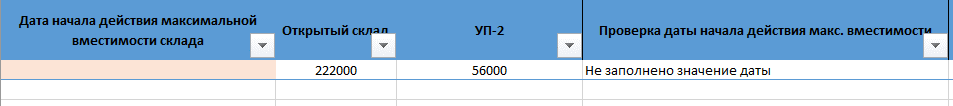 Дата начала действия максимальной
вместимости склада
Открытый склад
УП-2
Проверка даты начала действия макс. вместимости
222000
56000
Не заполнено значение даты